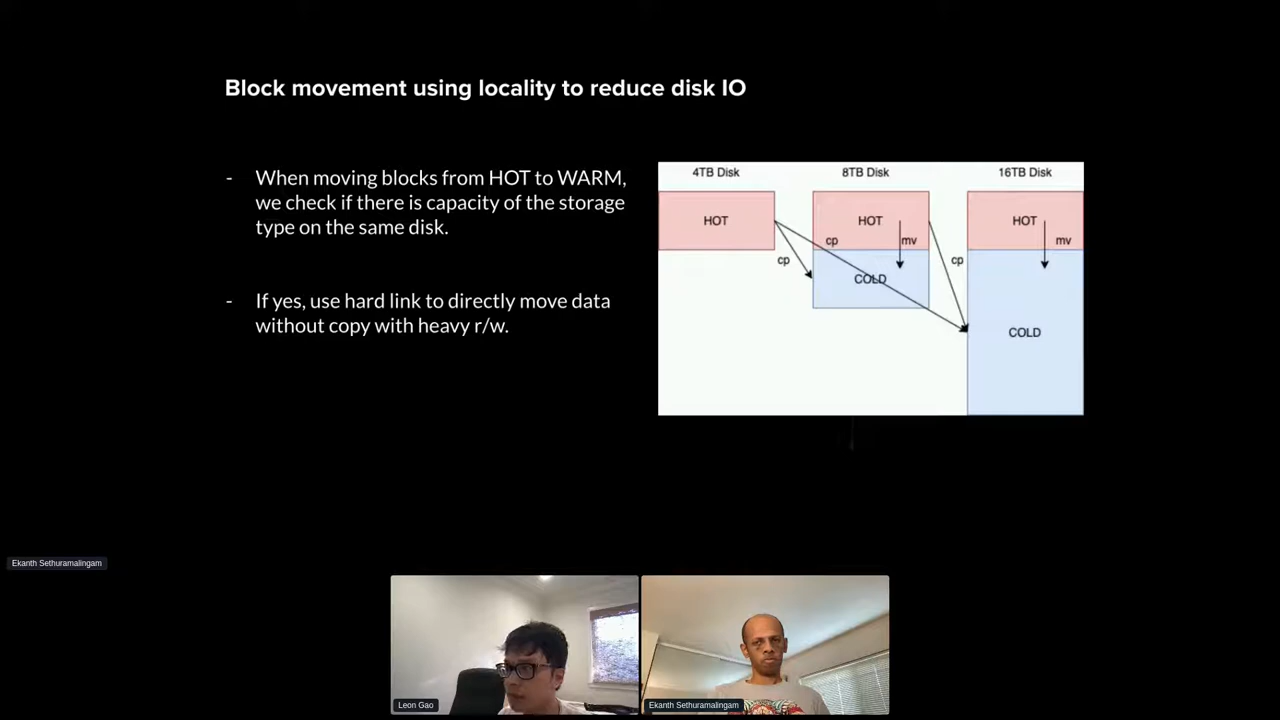 Block movement using locality to reduce disk IO
- When moving blocks from HOT to WARM,
we check if there is capacity of the storage
type on the same disk.
- If yes, use hard link to directly move data
without copy with heavy r/w.
4TB Disk
8TB Disk
16TB Disk
HOT
HOT
HOT
cp
mv
mv
cp
cp
COLD
COLD
Ekanth Sethuramalingam
Leon Gao
Ekanth Sethuramalingam